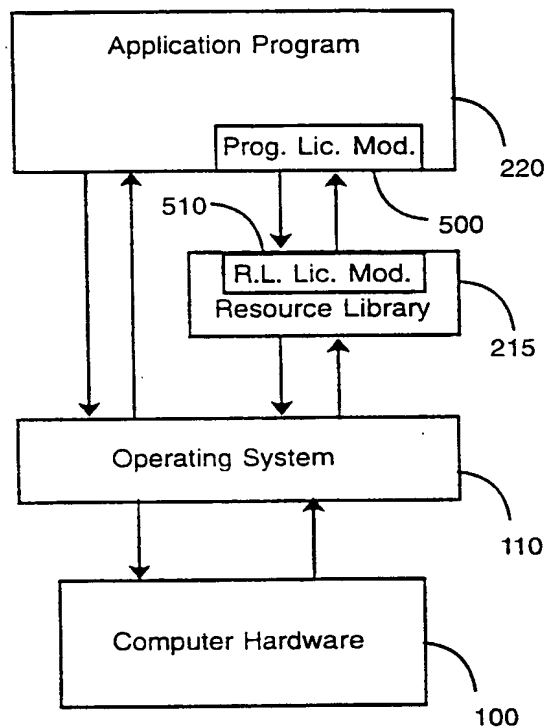 Application Program
Prog. Lic. Mod.
220
500
510
R.L. Lic. Mod.
Resource Library
215
Operating System
110
Computer Hardware
100